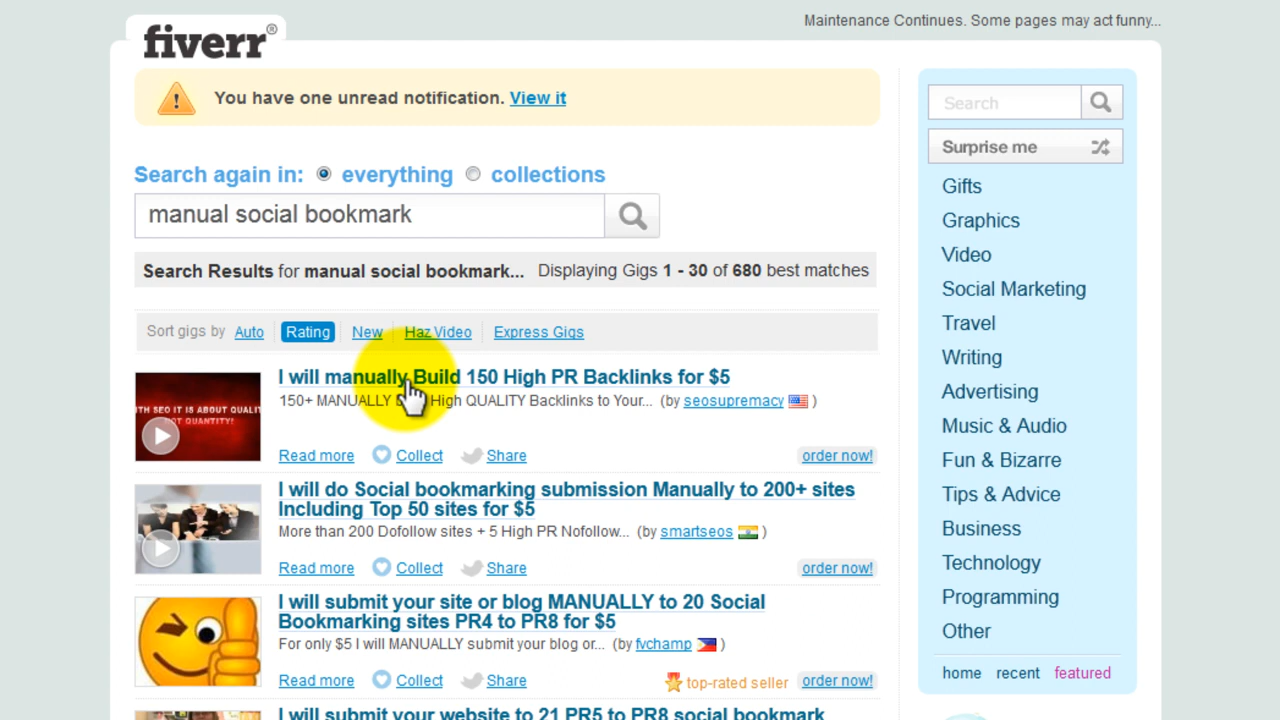 Maintenance Continues. Some pages may act funny...
fiverr®
You have one unread notification. View it
Search again in: everything collections
manual social bookmark
Search Results for manual social bookmark... Displaying Gigs 1 - 30 of 680 best matches
Sort gigs by Auto Rating New Haz Video Express Gigs
I will manually Build 150 High PR Backlinks for $5
150+ MANUALLY High QUALITY Backlinks to Your... (by seosupremacy )
TH SEO IT IS ABOUT QUALI
NOT QUANTITY!
Read more Collect Share order now!
I will do Social bookmarking submission Manually to 200+ sites
Including Top 50 sites for $5
More than 200 Dofollow sites + 5 High PR Nofollow... (by smartseos )
Read more Collect Share order now!
I will submit your site or blog MANUALLY to 20 Social
Bookmarking sites PR4 to PR8 for $5
For only $5 I will MANUALLY submit your blog or... (by fvchamp )
Read more Collect Share top-rated seller order now!
I will submit your website to 21 PR5 to PR8 social bookmark
Search
Surprise me
Gifts
Graphics
Video
Social Marketing
Travel
Writing
Advertising
Music & Audio
Fun & Bizarre
Tips & Advice
Business
Technology
Programming
Other
home recent featured